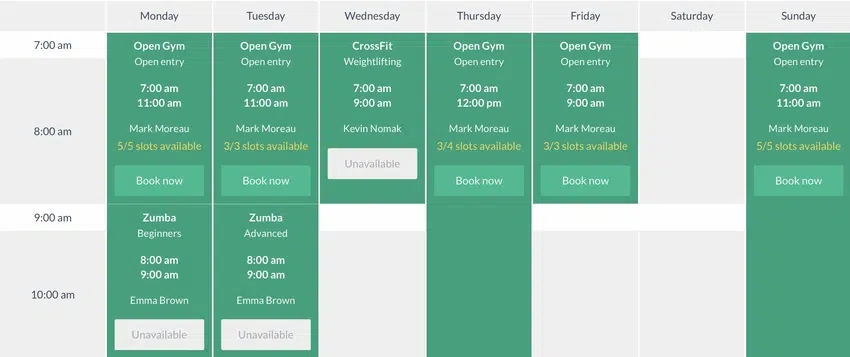 Monday
Tuesday
Wednesday
Thursday
Friday
Saturday
Sunday
7:00 am
8:00 am
9:00 am
10:00 am
Open Gym
Open entry
7:00 am
11:00 am
Mark Moreau
5/5 slots available
Book now
Zumba
Beginners
8:00 am
9:00 am
Emma Brown
Unavailable
Open Gym
Open entry
7:00 am
11:00 am
Mark Moreau
3/3 slots available
Book now
Zumba
Advanced
8:00 am
9:00 am
Emma Brown
Unavailable
CrossFit
Weightlifting
7:00 am
9:00 am
Kevin Nomak
Unavailable
Open Gym
Open entry
7:00 am
12:00 pm
Mark Moreau
3/4 slots available
Book now
Open Gym
Open entry
7:00 am
9:00 am
Mark Moreau
3/3 slots available
Book now
Open Gym
Open entry
7:00 am
11:00 am
Mark Moreau
5/5 slots available
Book now